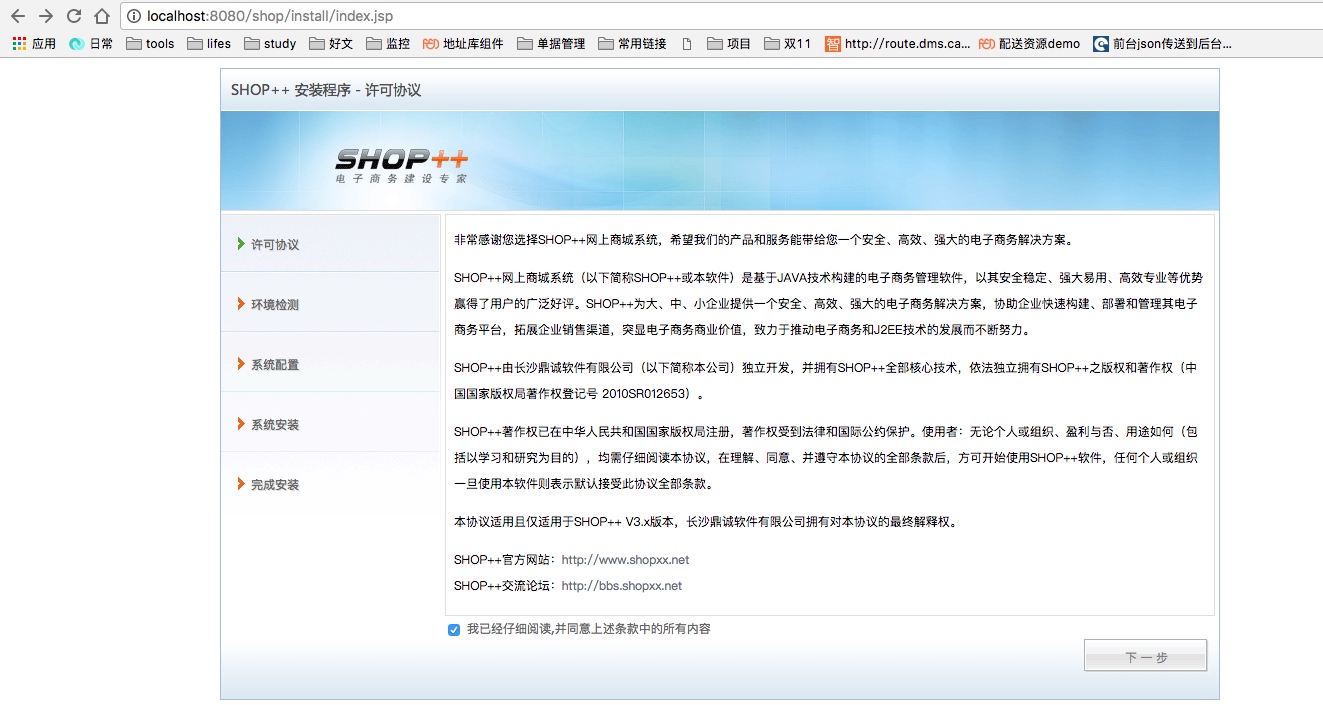 localhost:8080/shop/install/index.jsp
应用 日常 tools lifes study 好文 监控 地址库组件 单据管理 常用链接 项目 双11 智 http://route.dms.ca... 配送资源demo 前台json传送到后台...
SHOP++ 安装程序 - 许可协议
SHOP++
电子商务建设专家
许可协议
环境检测
系统配置
系统安装
完成安装
非常感谢您选择SHOP++网上商城系统，希望我们的产品和服务能带给您一个安全、高效、强大的电子商务解决方案。
SHOP++网上商城系统（以下简称SHOP++或本软件）是基于JAVA技术构建的电子商务管理软件，以其安全稳定、强大易用、高效专业等优势
赢得了用户的广泛好评。SHOP++为大、中、小企业提供一个安全、高效、强大的电子商务解决方案，协助企业快速构建、部署和管理其电子
商务平台，拓展企业销售渠道，突显电子商务商业价值，致力于推动电子商务和J2EE技术的发展而不断努力。
SHOP++由长沙鼎诚软件有限公司（以下简称本公司）独立开发，并拥有SHOP++全部核心技术，依法独立拥有SHOP++之版权和著作权（中
国国家版权局著作权登记号 2010SR012653）。
SHOP++著作权已在中华人民共和国国家版权局注册，著作权受到法律和国际公约保护。使用者：无论个人或组织、盈利与否、用途如何（包
括以学习和研究为目的），均需仔细阅读本协议，在理解、同意、并遵守本协议的全部条款后，方可开始使用SHOP++软件，任何个人或组织
一旦使用本软件则表示默认接受此协议全部条款。
本协议适用且仅适用于SHOP++ V3.x版本，长沙鼎诚软件有限公司拥有对本协议的最终解释权。
SHOP++官方网站：http://www.shopxx.net
SHOP++交流论坛：http://bbs.shopxx.net
我已经仔细阅读,并同意上述条款中的所有内容
下 一 步